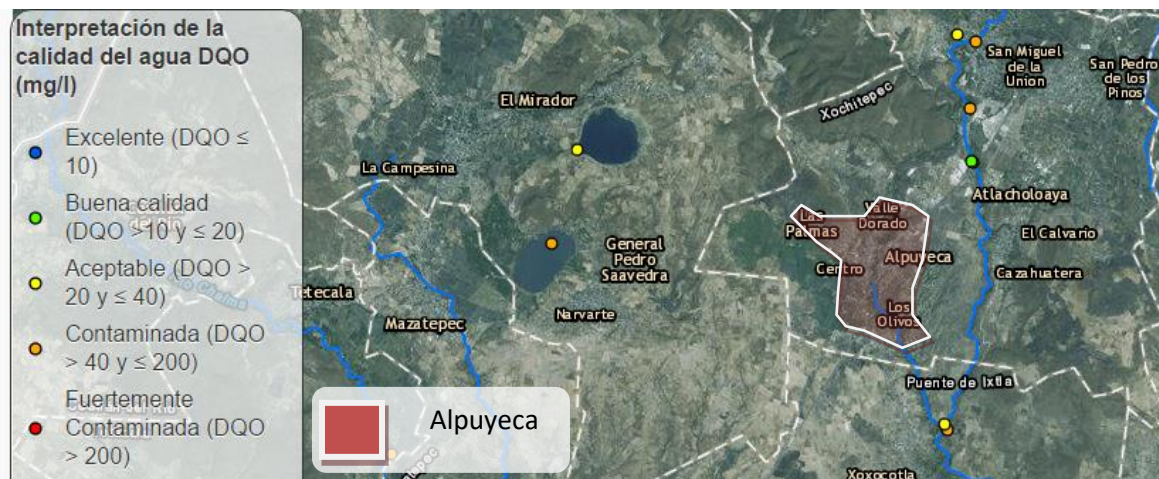 Interpretación de la
calidad del agua DQO
(mg/l)
Excelente (DQO ≤
10)
Buena calidad
(DQO >10 y ≤ 20)
Aceptable (DQO >
20 y ≤ 40)
Contaminada (DQO
> 40 y ≤ 200)
Fuertemente
Contaminada (DQO
> 200)
Alpuyeca
El Mirador
La Campesina
Tetecala
Mazatepec
General
Pedro
Saavedra
Narvarte
Xochitepec
San Miguel
de la
Union
San Pedro
de los
Pinos
Atlacholoaya
El Calvario
Cazahuatera
Las
Palmas
Valle
Dorado
Centro
Alpuyeca
Los
Olivos
Puente de Ixtla
Xoxocotla